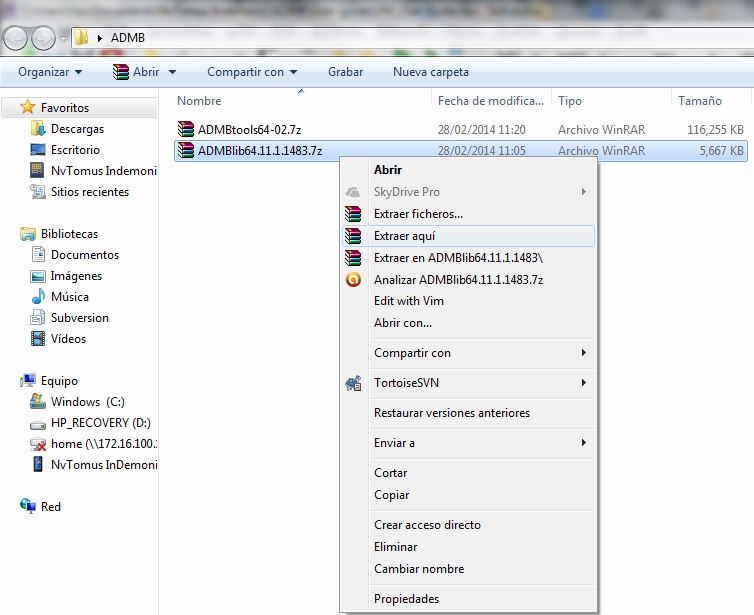 ADMB
Organizar Abrir Compartir con Grabar Nueva carpeta
Nombre Fecha de modifica... Tipo Tamaño
Favoritos
Descargas
Escritorio
NvTomus Indemoni
Sitios recientes
Bibliotecas
Documentos
Imágenes
Música
Subversion
Vídeos
Equipo
Windows (C:)
HP_RECOVERY (D:)
home (\\172.16.100.
NvTomus InDemoni
Red
ADMBtools64-02.7z 28/02/2014 11:20 Archivo WinRAR 116,255 KB
ADMBlib64.11.1.1483.7z 28/02/2014 11:05 Archivo WinRAR 5,667 KB
Abrir
SkyDrive Pro
Extraer ficheros...
Extraer aquí
Extraer en ADMBlib64.11.1.1483\
Analizar ADMBlib64.11.1.1483.7z
Edit with Vim
Abrir con...
Compartir con
TortoiseSVN
Restaurar versiones anteriores
Enviar a
Cortar
Copiar
Crear acceso directo
Eliminar
Cambiar nombre
Propiedades